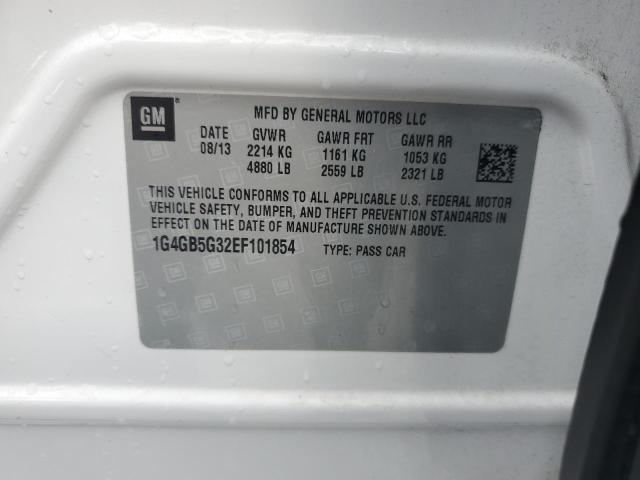 GM
MFD BY GENERAL MOTORS LLC
DATE GVWR GAWR FRT GAWR RR
08/13 2214 KG 1161 KG 1053 KG
4880 LB 2559 LB 2321 LB
THIS VEHICLE CONFORMS TO ALL APPLICABLE U.S. FEDERAL MOTOR
VEHICLE SAFETY, BUMPER, AND THEFT PREVENTION STANDARDS IN
EFFECT ON THE DATE OF MANUFACTURE SHOWN ABOVE.
1G4GB5G32EF101854 TYPE: PASS CAR